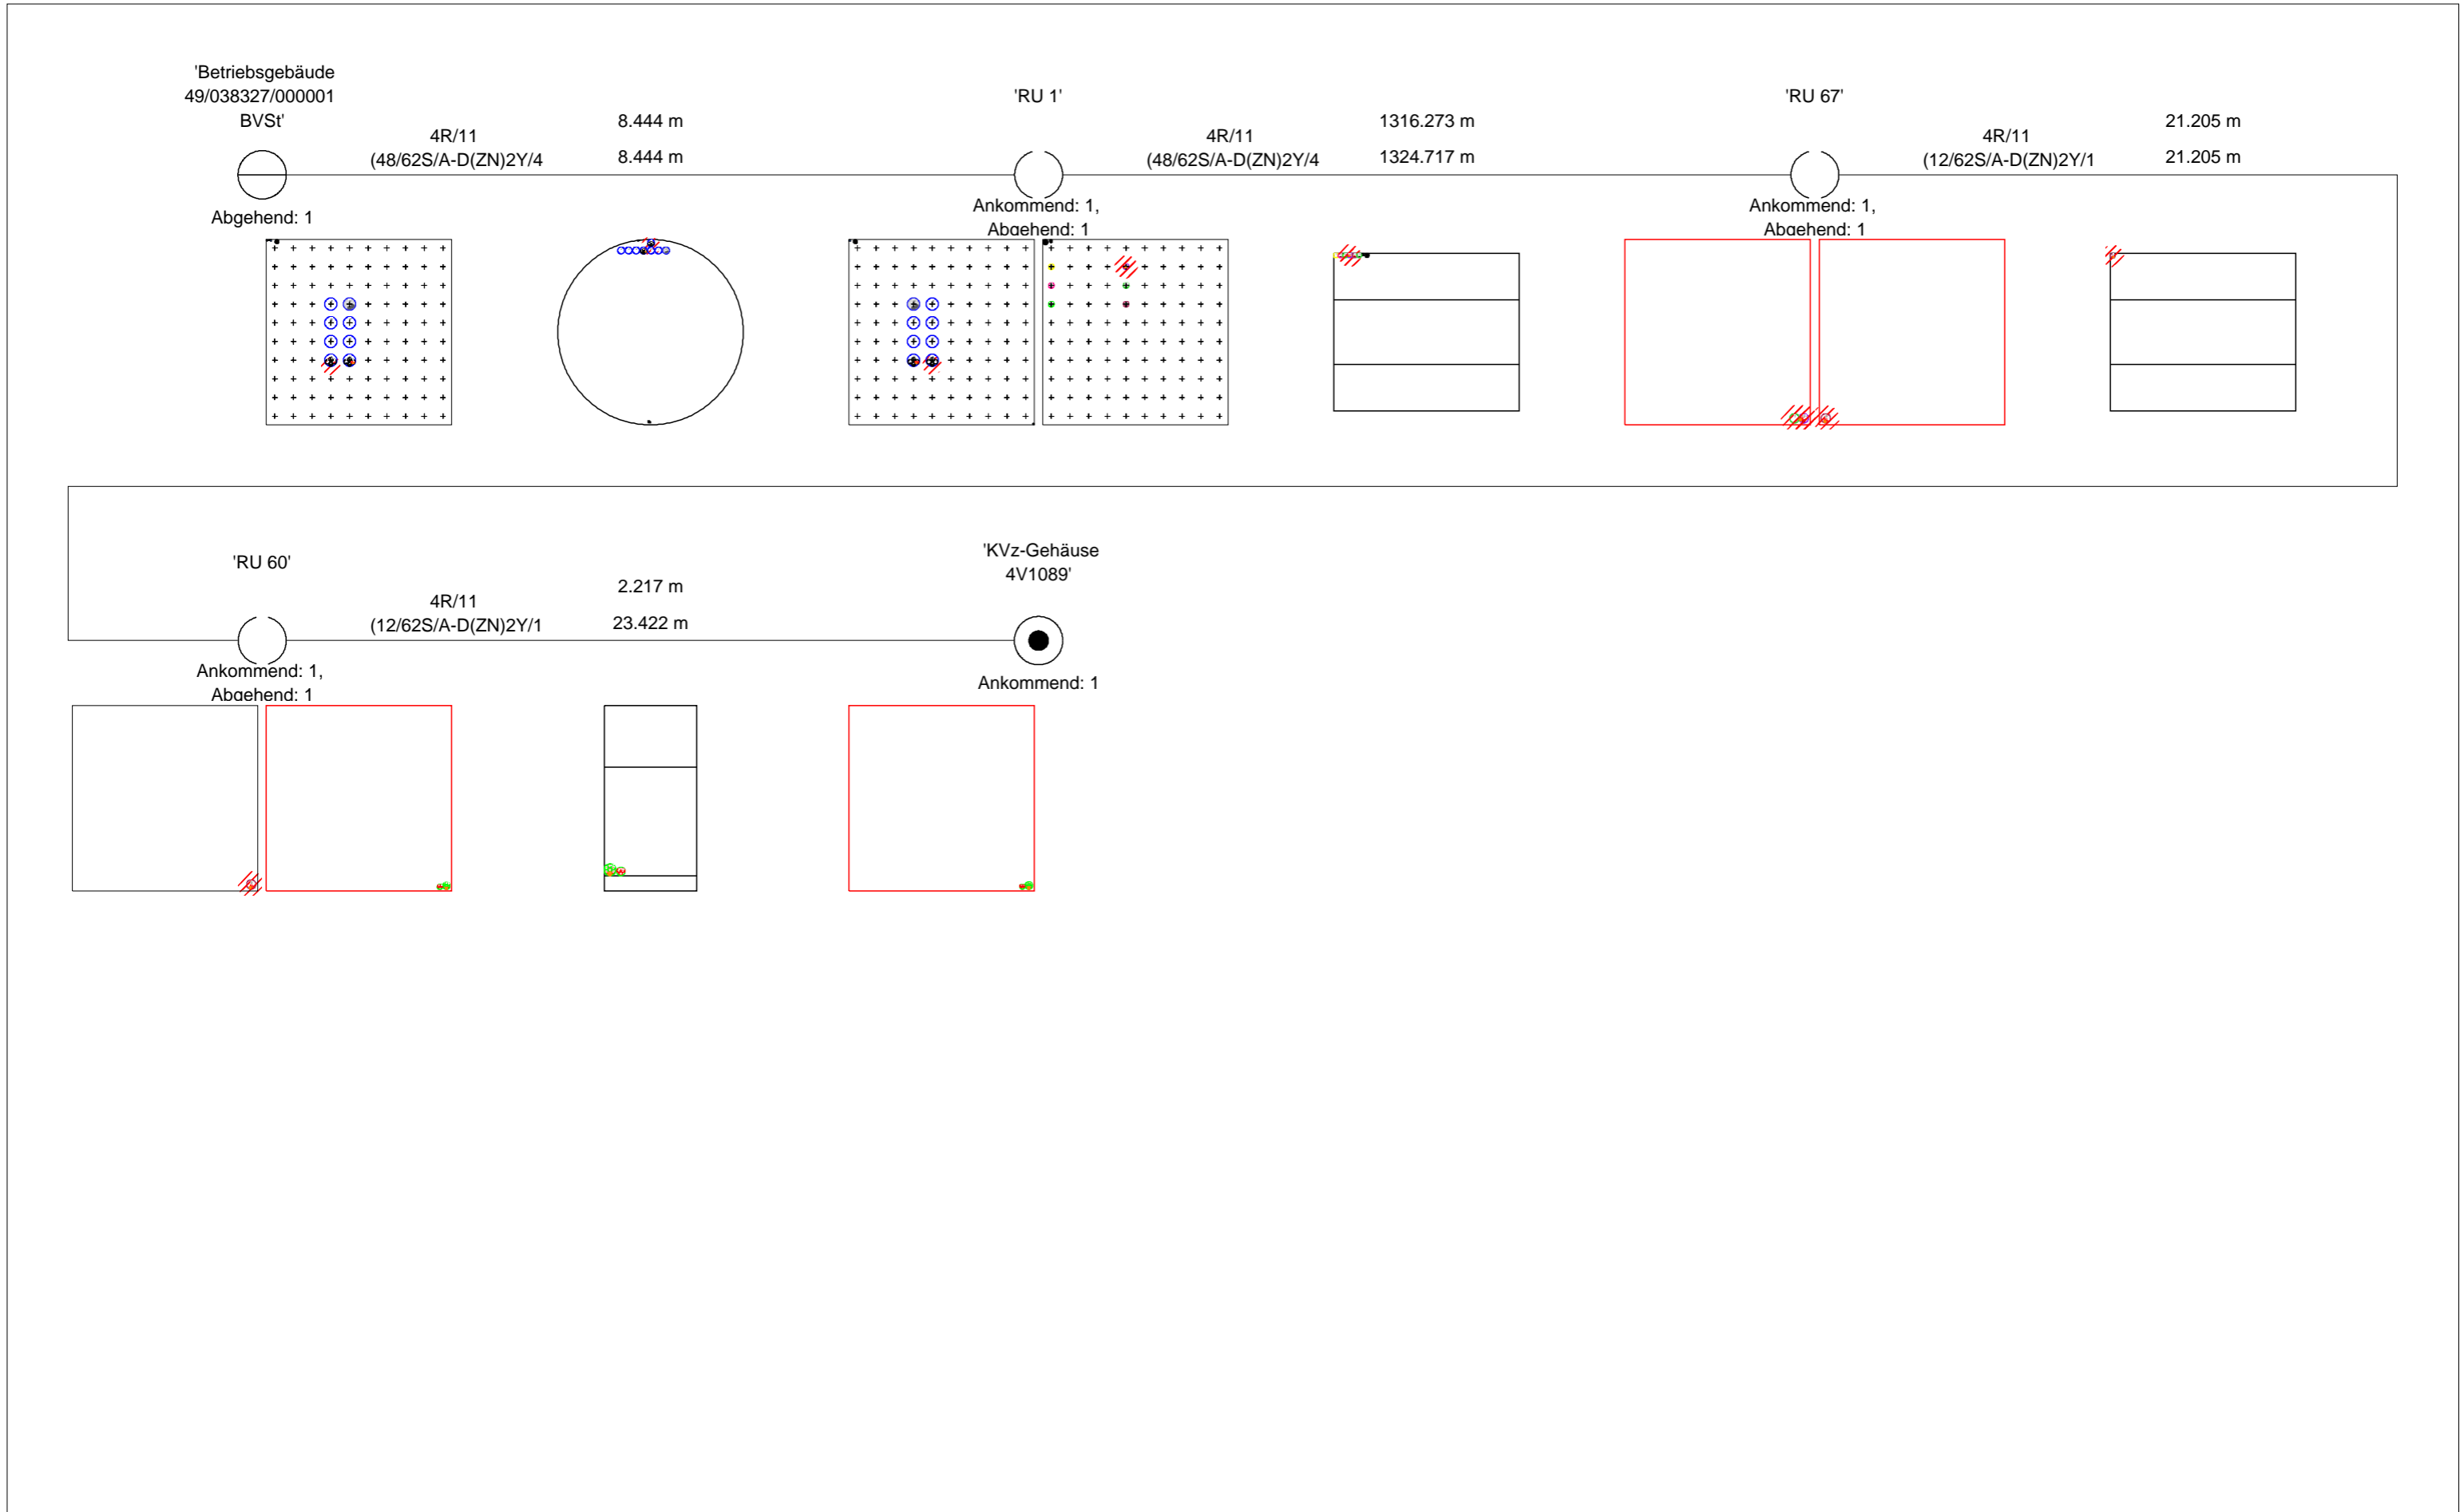 'Betriebsgebäude
49/038327/000001
BVSt'
4R/11
(48/62S/A-D(ZN)2Y/4
8.444 m
8.444 m
'RU 1'
4R/11
(48/62S/A-D(ZN)2Y/4
1316.273 m
1324.717 m
'RU 67'
4R/11
(12/62S/A-D(ZN)2Y/1
21.205 m
21.205 m
Abgehend: 1
Ankommend: 1,
Abgehend: 1
Ankommend: 1,
Abgehend: 1
'RU 60'
4R/11
(12/62S/A-D(ZN)2Y/1
2.217 m
23.422 m
'KVz-Gehäuse
4V1089'
Ankommend: 1,
Abgehend: 1
Ankommend: 1